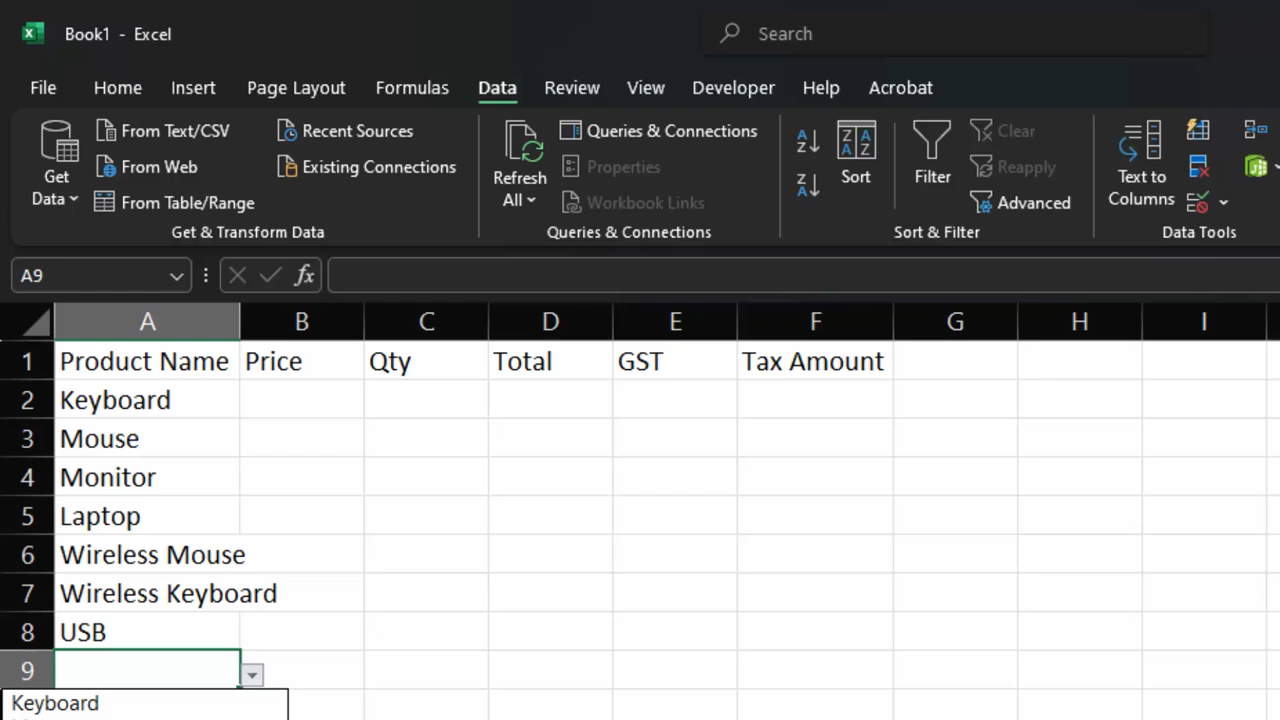 Book1 - Excel
Search
File Home Insert Page Layout Formulas Data Review View Developer Help Acrobat
Get Data
From Text/CSV
From Web
From Table/Range
Recent Sources
Existing Connections
Get & Transform Data
Refresh All
Queries & Connections
Properties
Workbook Links
Queries & Connections
A Z
Z A
Z A A Z
Sort
Filter
Clear
Reapply
Advanced
Sort & Filter
Text to Columns
Data Tools
A9 fx
A B C D E F G H I
1 Product Name Price Qty Total GST Tax Amount
2 Keyboard
3 Mouse
4 Monitor
5 Laptop
6 Wireless Mouse
7 Wireless Keyboard
8 USB
9
Keyboard